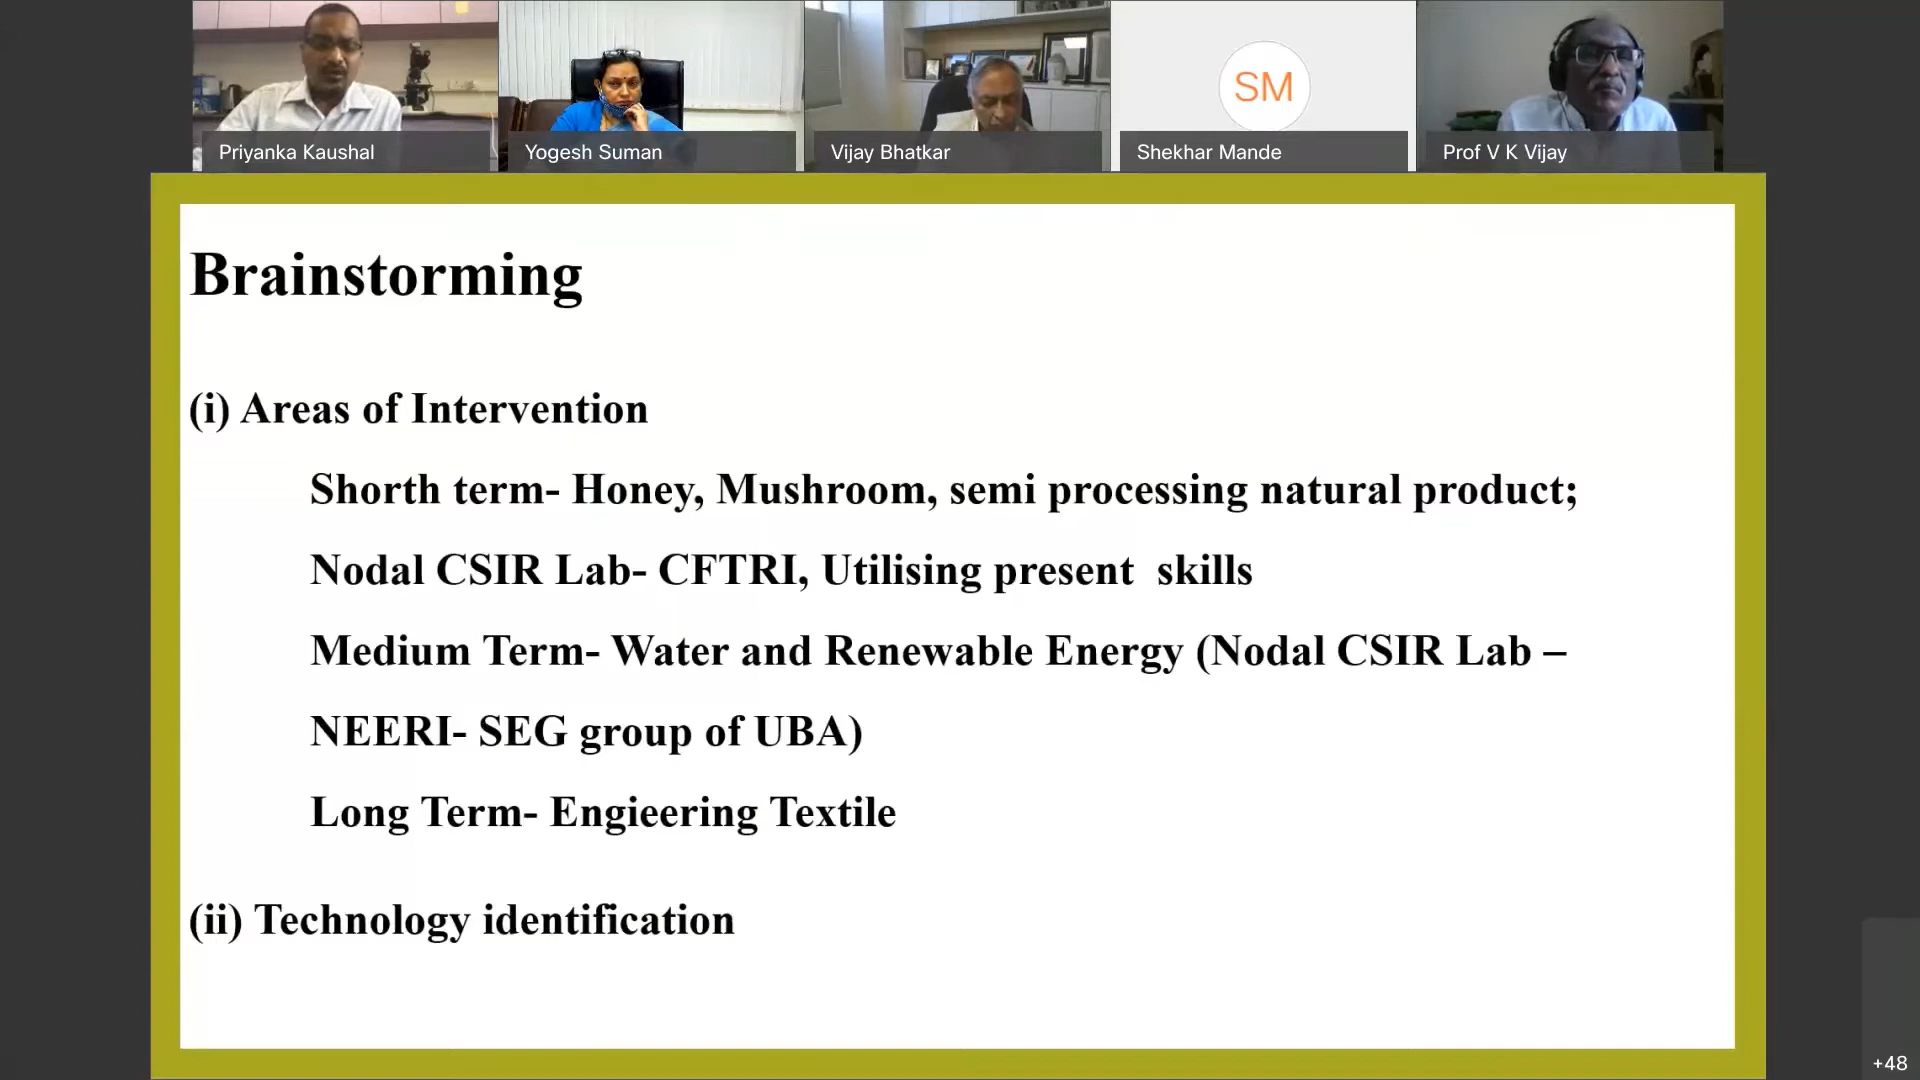 Priyanka Kaushal
Yogesh Suman
Vijay Bhatkar
SM
Shekhar Mande
Prof V K Vijay
Brainstorming
(i) Areas of Intervention
Shorth term- Honey, Mushroom, semi processing natural product;
Nodal CSIR Lab- CFTRI, Utilising present skills
Medium Term- Water and Renewable Energy (Nodal CSIR Lab –
NEERI- SEG group of UBA)
Long Term- Engieering Textile
(ii) Technology identification
+48